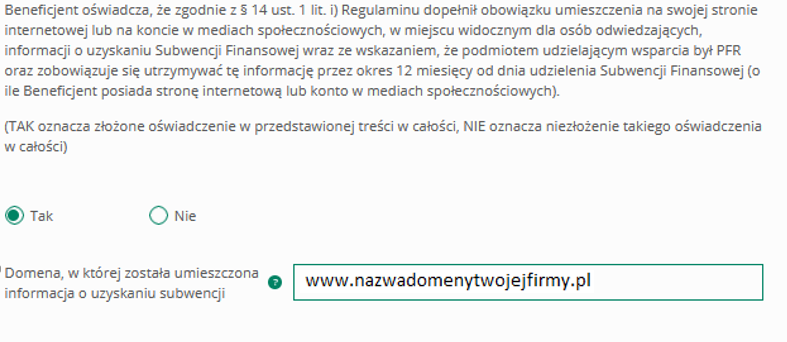 Beneficjent oświadcza, że zgodnie z § 14 ust. 1 lit. i) Regulaminu dopełnił obowiązku umieszczenia na swojej stronie
internetowej lub na koncie w mediach społecznościowych, w miejscu widocznym dla osób odwiedzających,
informacji o uzyskaniu Subwencji Finansowej wraz ze wskazaniem, że podmiotem udzielającym wsparcia był PFR
oraz zobowiązuje się utrzymywać tę informację przez okres 12 miesięcy od dnia udzielenia Subwencji Finansowej (o
ile Beneficjent posiada stronę internetową lub konto w mediach społecznościowych).
(TAK oznacza złożone oświadczenie w przedstawionej treści w całości, NIE oznacza niezłożenie takiego oświadczenia
w całości)
Tak Nie
Domena, w której została umieszczona
informacja o uzyskaniu subwencji
?
www.nazwadomenytwojejfirmy.pl